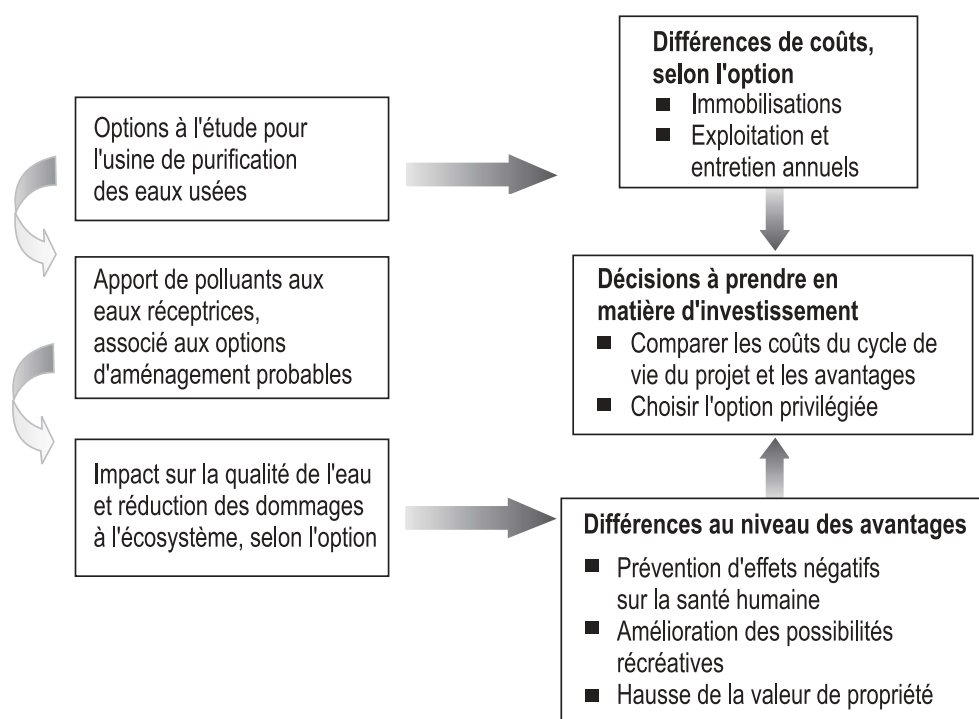 Options à l'étude pour
l'usine de purification
des eaux usées
Apport de polluants aux
eaux réceptrices,
associé aux options
d'aménagement probables
Impact sur la qualité de l'eau
et réduction des dommages
à l'écosystème, selon l'option
Différences de coûts,
selon l'option
■ Immobilisations
■ Exploitation et
entretien annuels
Décisions à prendre en
matière d'investissement
■ Comparer les coûts du cycle de
vie du projet et les avantages
■ Choisir l'option privilégiée
Différences au niveau des avantages
■ Prévention d'effets négatifs
sur la santé humaine
■ Amélioration des possibilités
récréatives
■ Hausse de la valeur de propriété